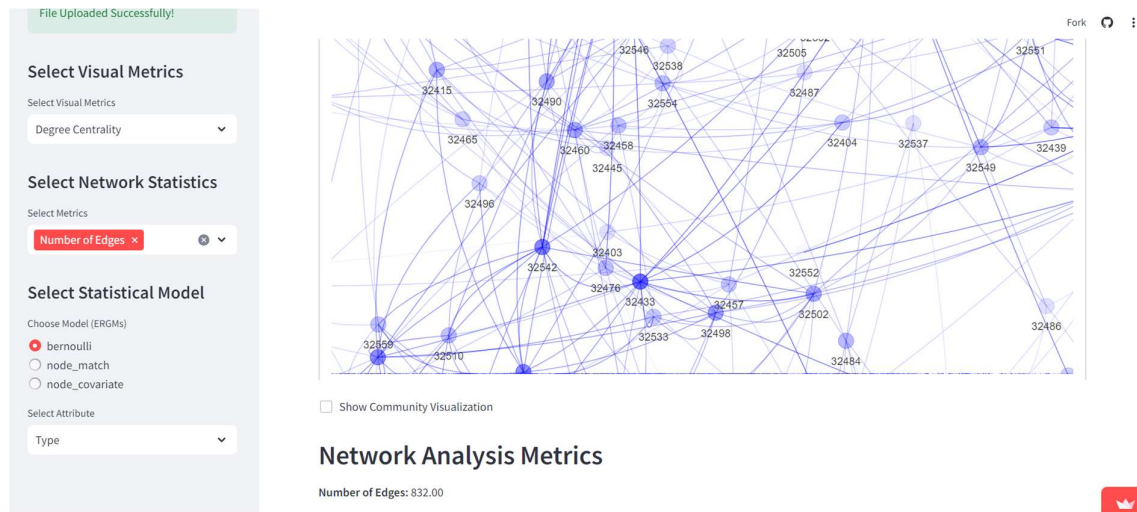 File Uploaded Successfully!
Fork
Select Visual Metrics
Select Visual Metrics
Degree Centrality
Select Network Statistics
Select Metrics
Number of Edges ×
Select Statistical Model
Choose Model (ERGMs)
bernoulli
node_match
node_covariate
Select Attribute
Type
32546
32505
32551
32538
32415
32490
32554
32487
32465
32460
32458
32404
32537
32439
32445
32549
32496
32403
32542
32552
32476
32433
32457
32502
32486
32533
32498
32559
32510
32484
Show Community Visualization
Network Analysis Metrics
Number of Edges: 832.00